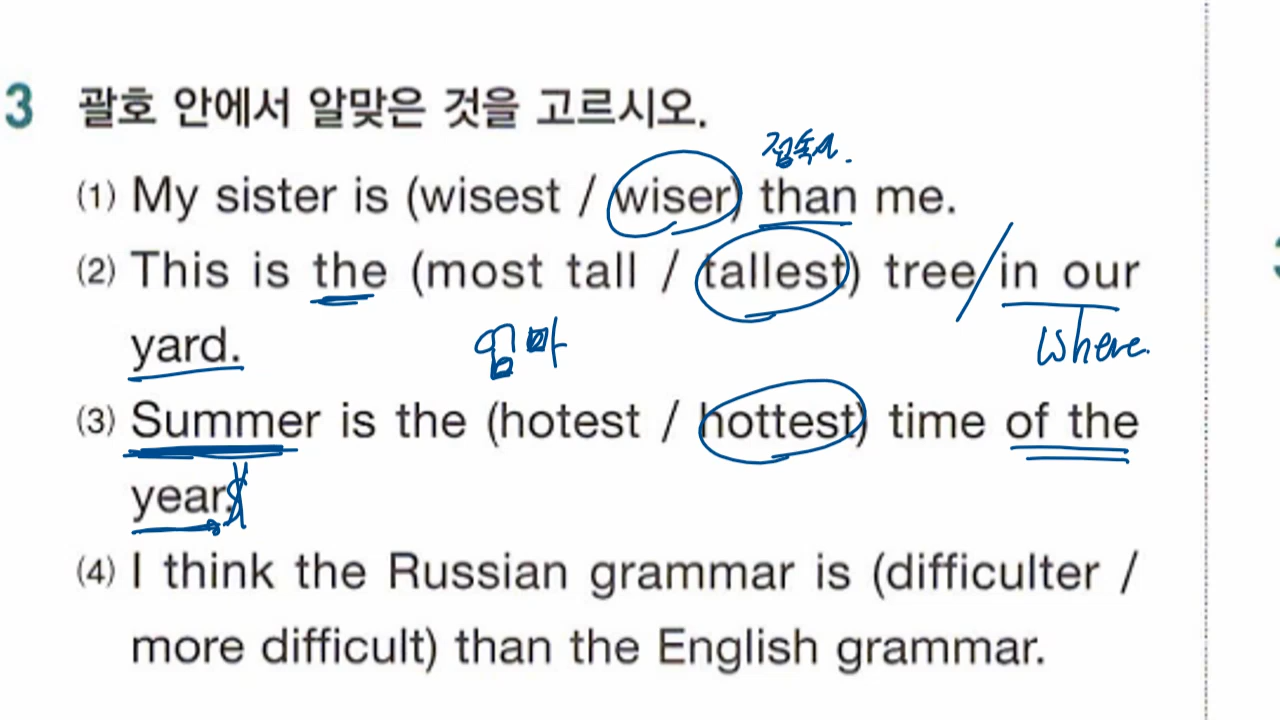 3 괄호 안에서 알맞은 것을 고르시오.
접속사.
(1) My sister is (wisest / wiser) than me.
(2) This is the (most tall / tallest) tree / in our
yard.
엄마
where
(3) Summer is the (hotest / hottest) time of the
year.
(4) I think the Russian grammar is (difficulter /
more difficult) than the English grammar.